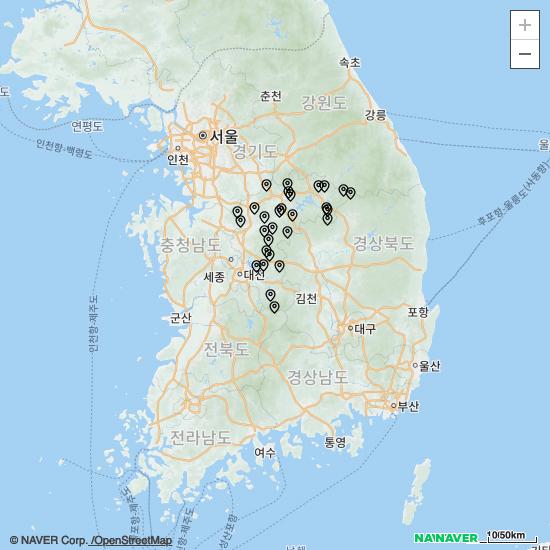 +
−
속초
춘천
강원도
강릉
도
연평도
서울
인천항-백령도
인천
경기도
울
후포항-울릉도(사동항)
충청남도
경상북도
세종
대전
김천
군산
포항
인천항-제주도
대구
전북도
울산
경상남도
부산
전라남도
통영
여수
© NAVER Corp. /OpenStreetMap
NAVER
10/50km